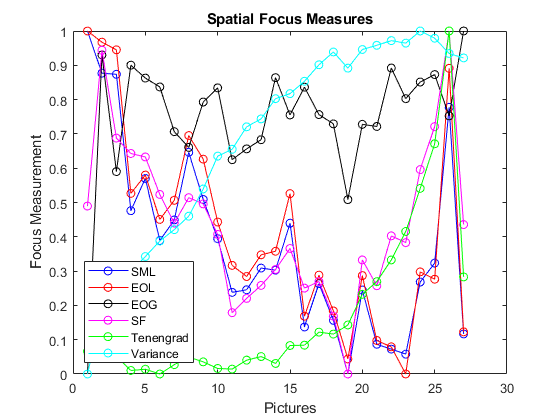 Spatial Focus Measures
1
0.9
0.8
0.7
0.6
0.5
0.4
0.3
0.2
0.1
0
Focus Measurement
SML
EOL
EOG
SF
Tenengrad
Variance
0 5 10 15 20 25 30
Pictures